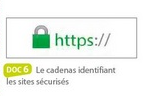 https://
DOC 6 Le cadenas identifiant
les sites sécurisés